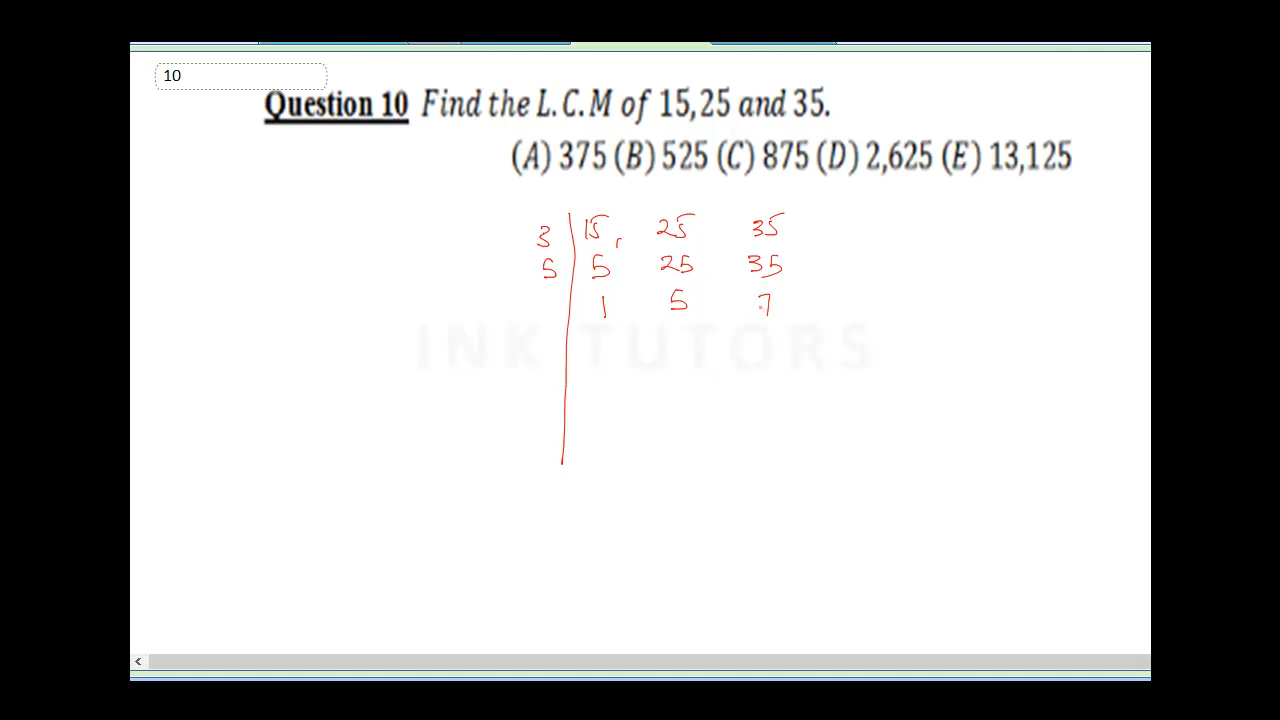 10
Question 10 Find the L.C.M of 15,25 and 35.
(A) 375 (B) 525 (C) 875 (D) 2,625 (E) 13,125
3 15, 25 35
5 5 25 35
1 5 7
INK TUTORS